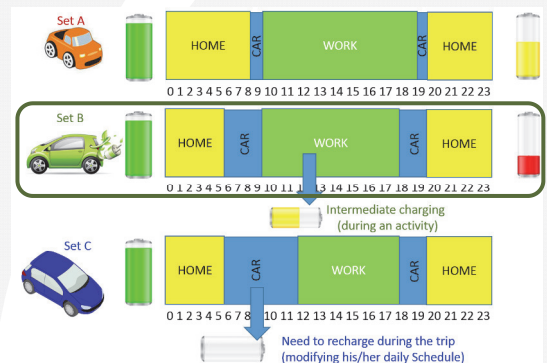 Set A
HOME CAR WORK CAR HOME
0 1 2 3 4 5 6 7 8 9 10 11 12 13 14 15 16 17 18 19 20 21 22 23
Set B
HOME CAR WORK CAR HOME
0 1 2 3 4 5 6 7 8 9 10 11 12 13 14 15 16 17 18 19 20 21 22 23
Intermediate charging
(during an activity)
Set C
HOME CAR WORK CAR HOME
0 1 2 3 4 5 6 7 8 9 10 11 12 13 14 15 16 17 18 19 20 21 22 23
Need to recharge during the trip
(modifying his/her daily Schedule)